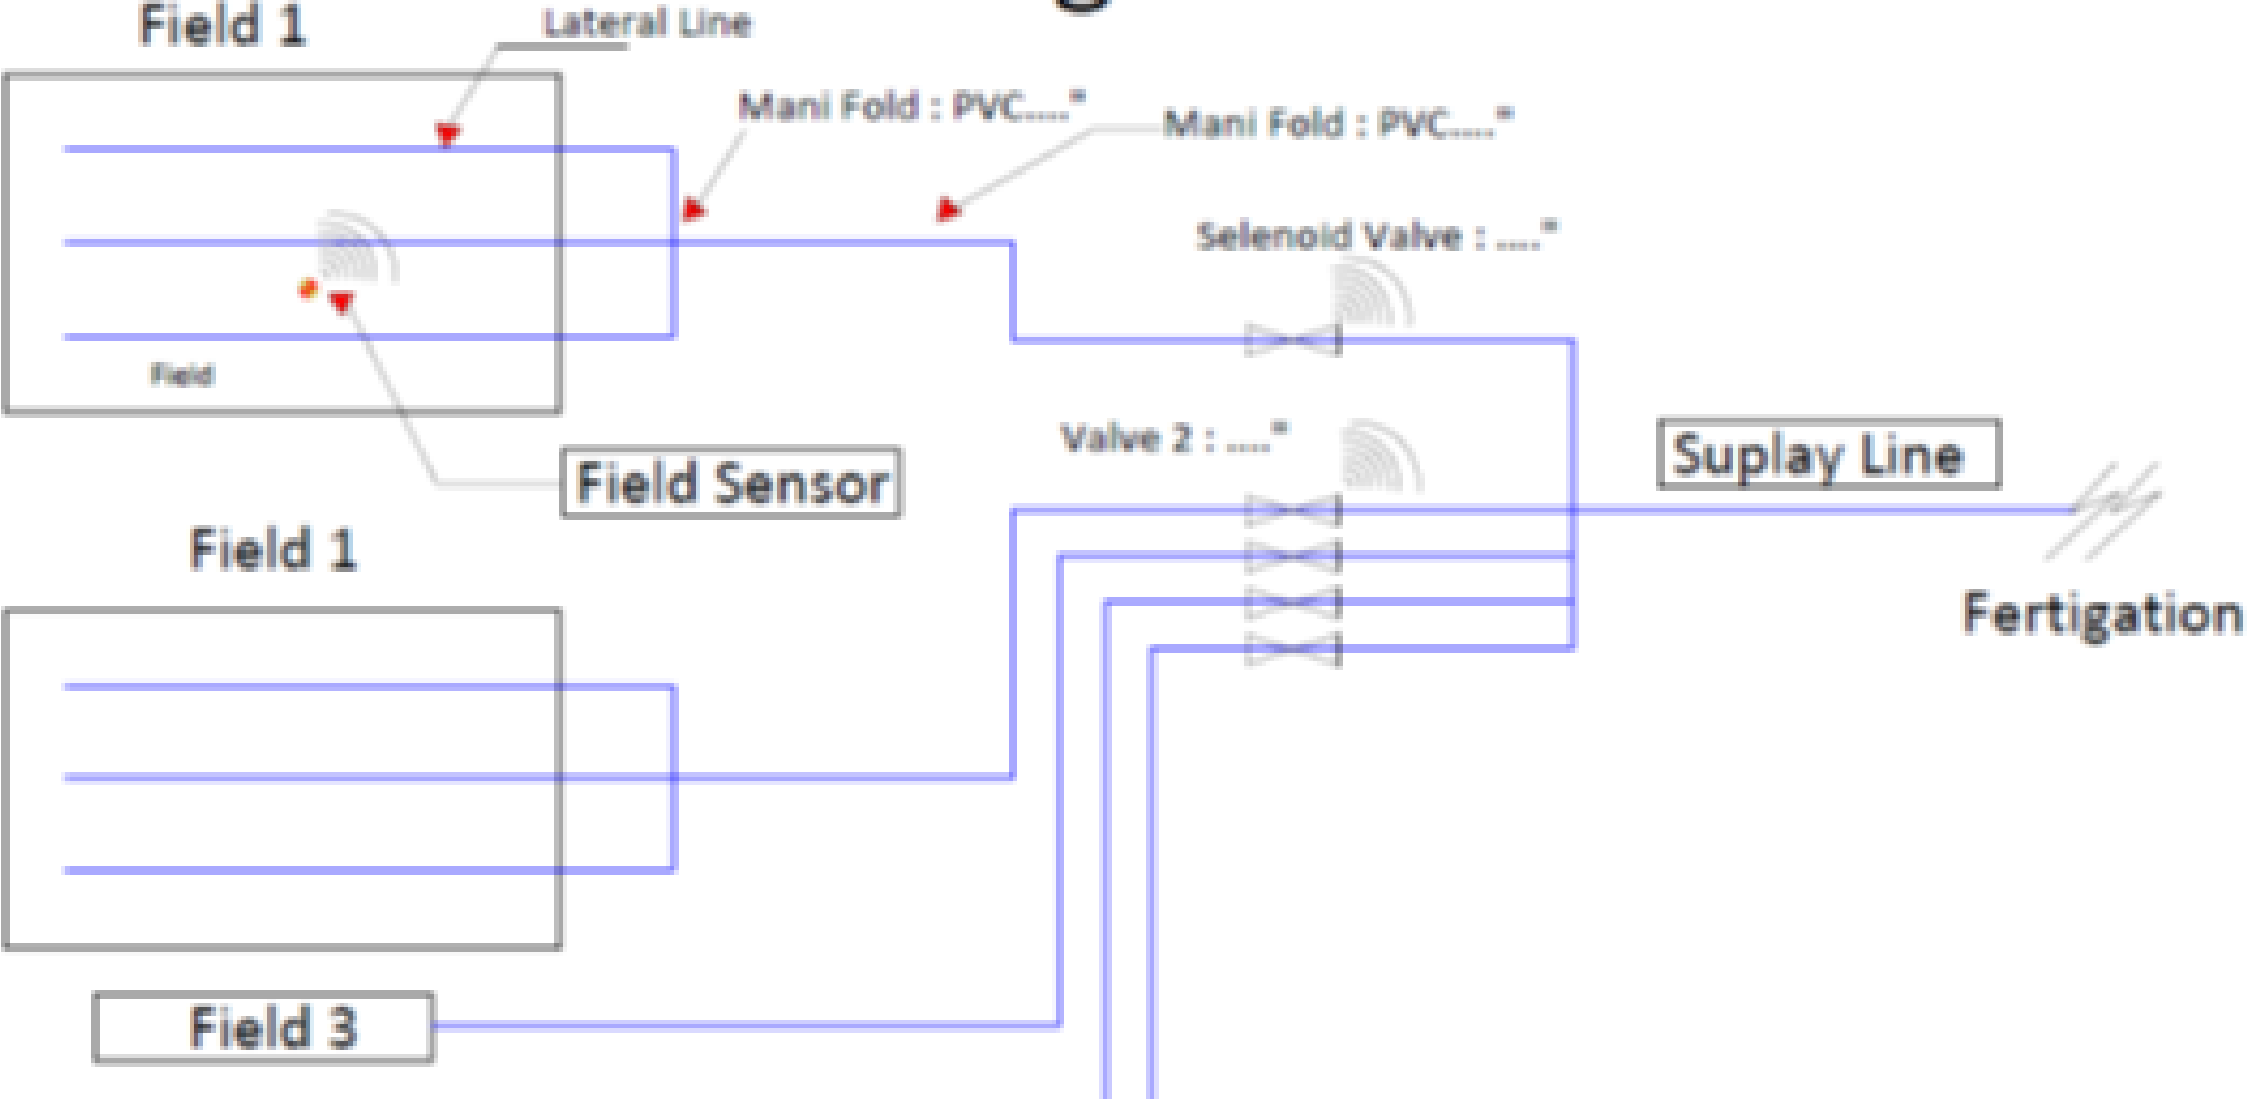 Field 1
Lateral Line
Mani Fold : PVC...."
Mani Fold : PVC...."
Selenoid Valve : ...."
Field
Valve 2 : ...."
Suplay Line
Field Sensor
Field 1
Fertigation
Field 3